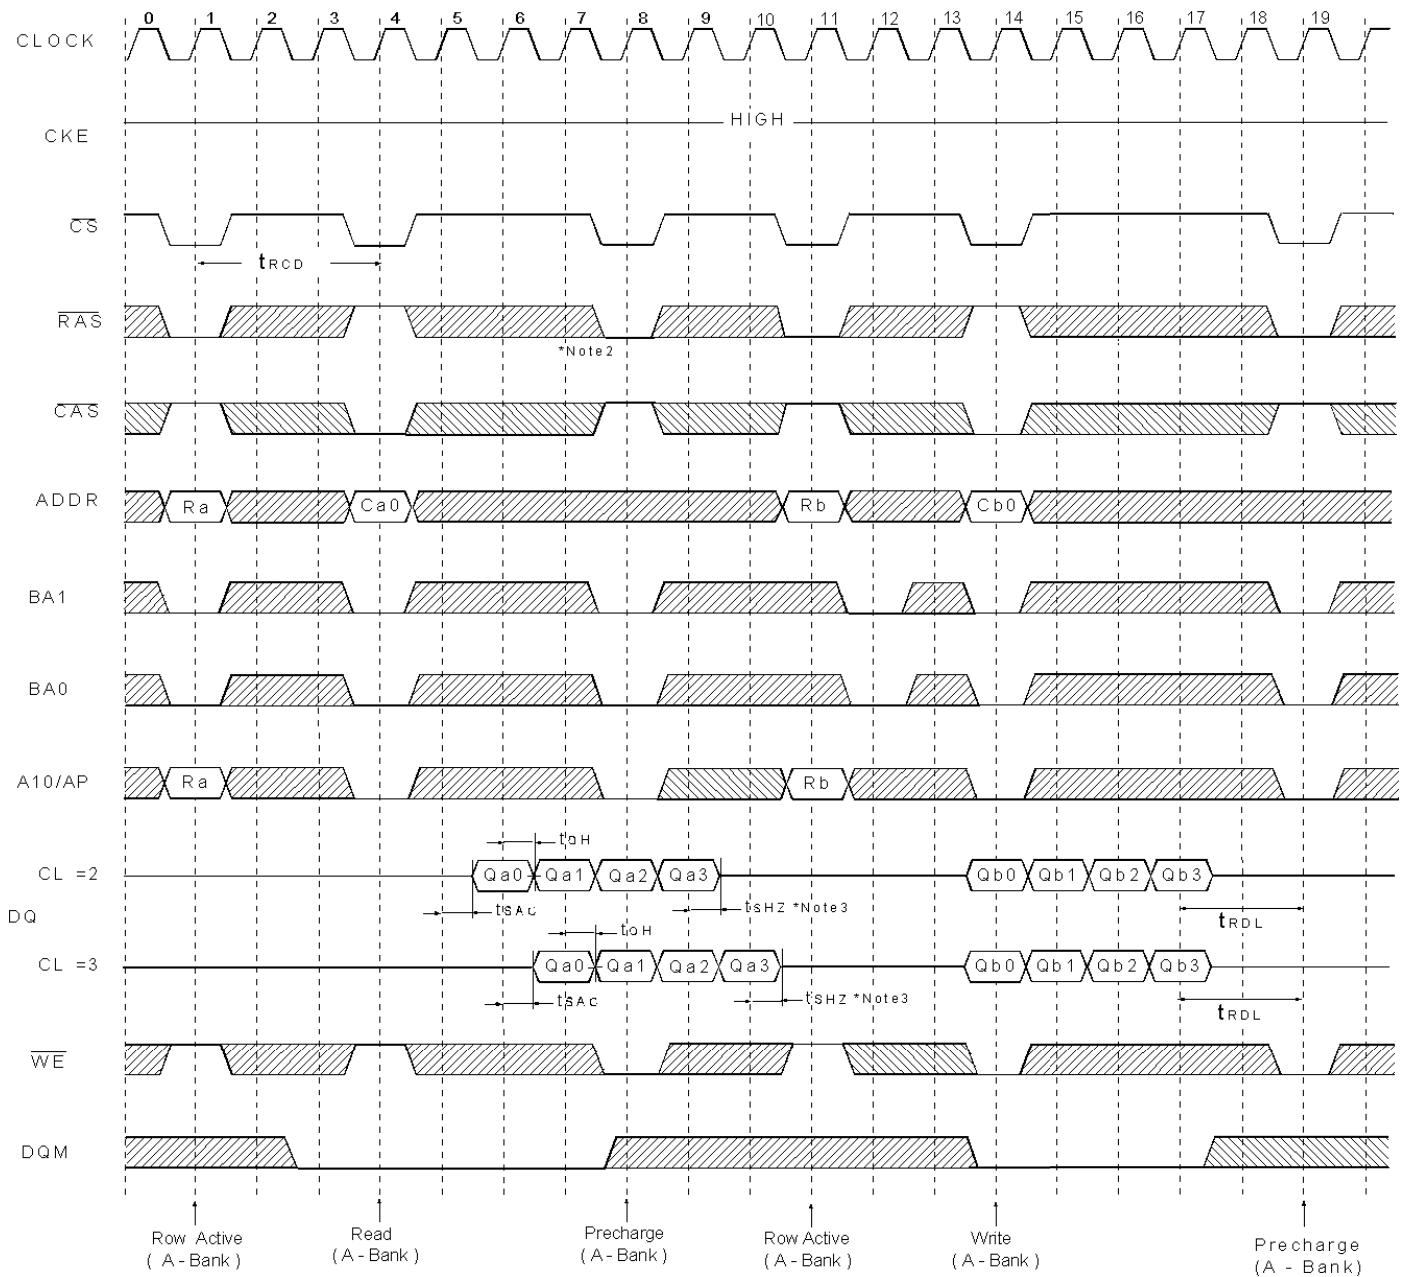 0 1 2 3 4 5 6 7 8 9 10 11 12 13 14 15 16 17 18 19
CLOCK
HIGH
CKE
CS
tRCD
RAS
*Note2
CAS
ADDR Ra Ca0 Rb Cb0
BA1
BA0
A10/AP Ra Rb
tOH
CL =2 Qa0 Qa1 Qa2 Qa3 Qb0 Qb1 Qb2 Qb3
tSAC tSHZ *Note3
DQ
tRDL
tOH
CL =3 Qa0 Qa1 Qa2 Qa3 Qb0 Qb1 Qb2 Qb3
tSAC tSHZ *Note3
tRDL
WE
DQM
Row Active
(A-Bank)
Read
(A-Bank)
Precharge
(A-Bank)
Row Active
(A-Bank)
Write
(A-Bank)
Precharge
(A - Bank)